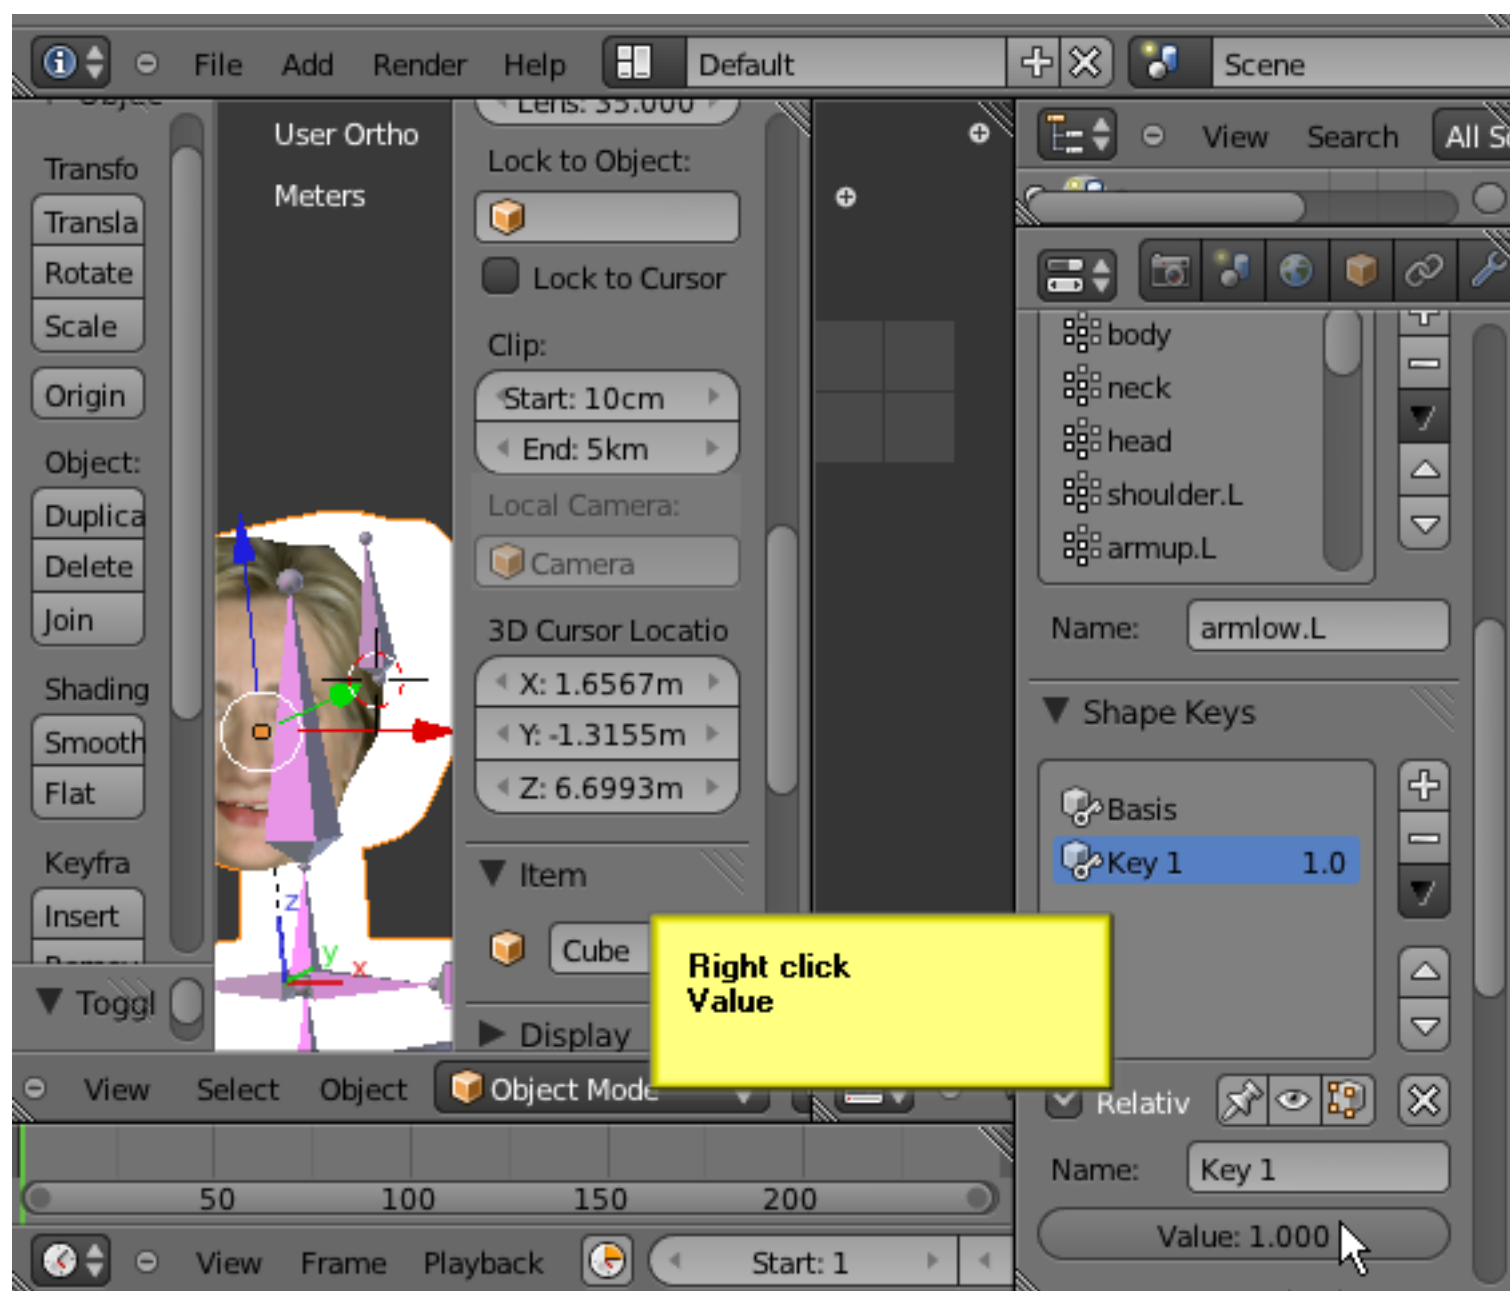 File Add Render Help Default Scene
Lens: 35.000
User Ortho
Meters
Transfo
Transla
Rotate
Scale
Origin
Object:
Duplica
Delete
Join
Shading
Smooth
Flat
Keyfra
Insert
Toggl
Lock to Object:
Lock to Cursor
Clip:
Start: 10cm
End: 5km
Local Camera:
Camera
3D Cursor Locatio
X: 1.6567m
Y: -1.3155m
Z: 6.6993m
Item
Cube
Display
z
y
x
Right click
Value
View Search All S
body
neck
head
shoulder.L
armup.L
Name: armlow.L
Shape Keys
Basis
Key 1 1.0
Relativ
Name: Key 1
Value: 1.000
View Select Object Object Mode
50 100 150 200
View Frame Playback Start: 1